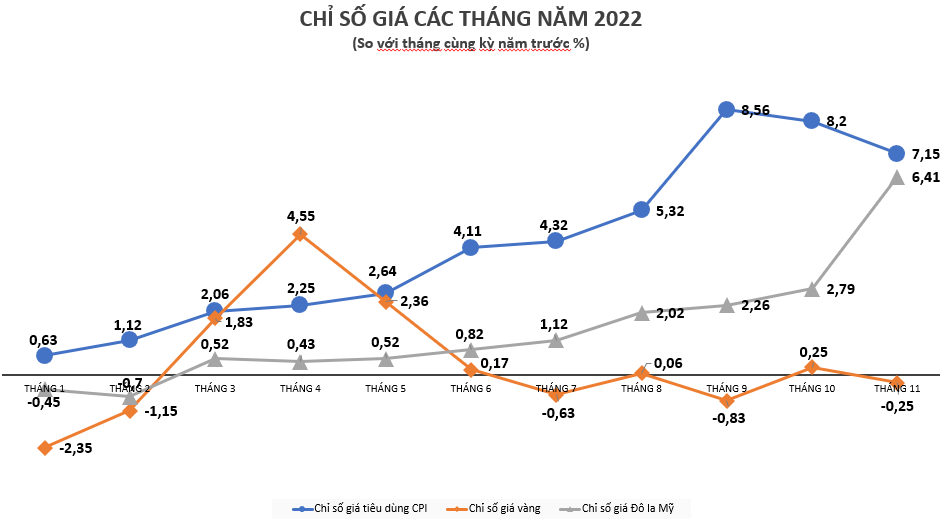 CHỈ SỐ GIÁ CÁC THÁNG NĂM 2022
(So với tháng cùng kỳ năm trước %)
8,56
8,2
7,15
6,41
5,32
4,55
4,11
4,32
2,64
2,06
2,25
2,36
1,83
2,79
2,26
2,02
0,63
1,12
0,52
0,43
0,52
0,82
1,12
0,17
0,06
0,25
THÁNG 1
THÁNG 2
THÁNG 3
THÁNG 4
THÁNG 5
THÁNG 6
THÁNG 7
THÁNG 8
THÁNG 9
THÁNG 10
THÁNG 11
-0,45
-0,7
-1,15
-2,35
-0,63
-0,83
-0,25
Chỉ số giá tiêu dùng CPI
Chỉ số giá vàng
Chỉ số giá Đô la Mỹ